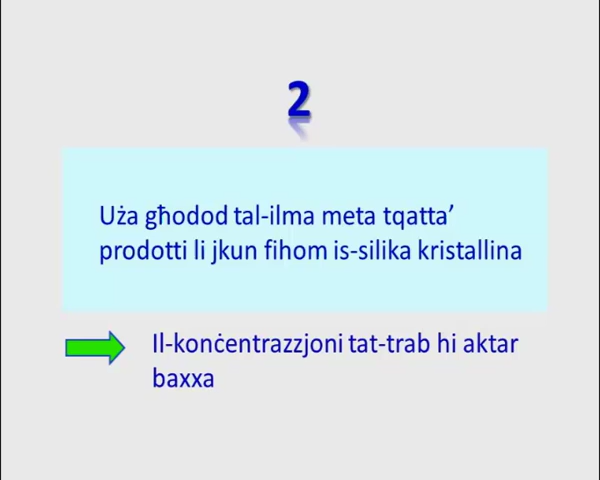 2
Uża għodod tal-ilma meta tqatta’
prodotti li jkun fihom is-silika kristallina
Il-konċentrazzjoni tat-trab hi aktar
baxxa